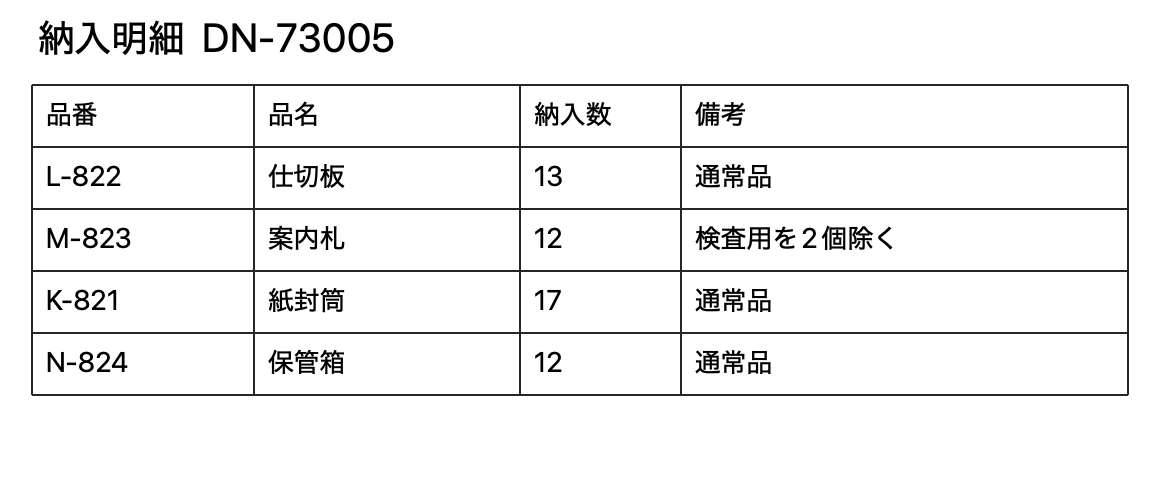 納入明細 DN-73005
品番 品名 納入数 備考
L-822 仕切板 13 通常品
M-823 案内札 12 検査用を2個除く
K-821 紙封筒 17 通常品
N-824 保管箱 12 通常品